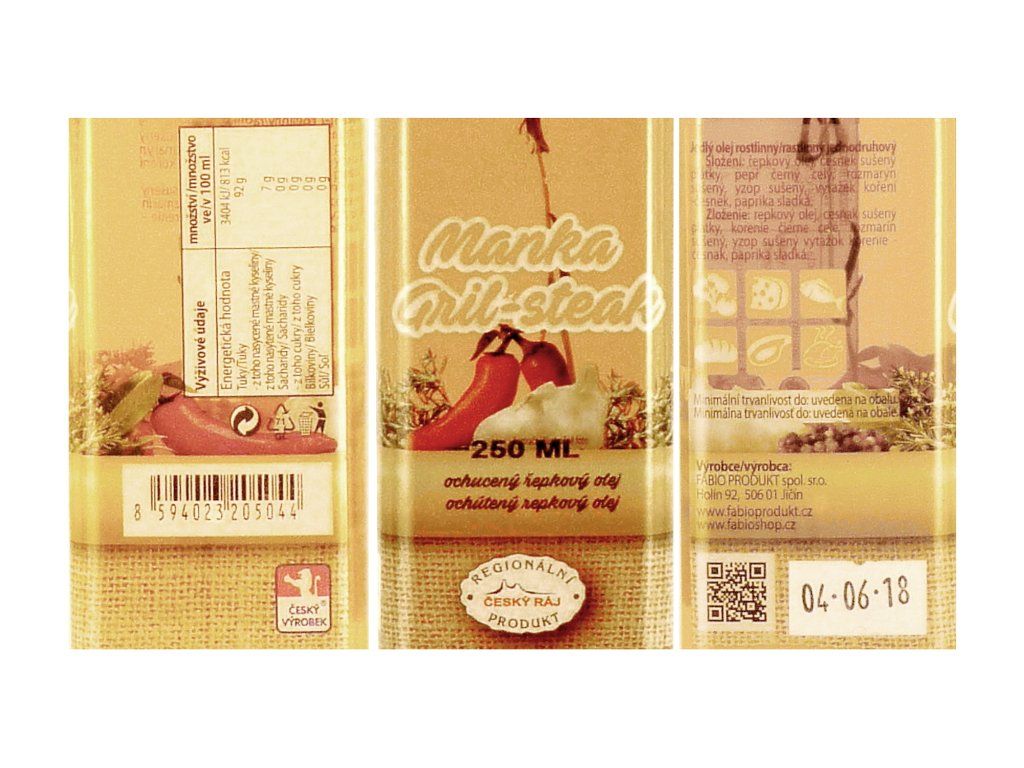 Výživové údaje
množství/množstvo
ve/v 100 ml
Energetická hodnota 3404 kJ/ 813 kcal
Tuky/Tuky 92 g
- z toho nasycené mastné kyseliny/
z toho nasýtené mastné kyseliny 7 g
Sacharidy/ Sacharidy 0 g
- z toho cukry/ z toho cukry 0 g
Bílkoviny/ Bielkoviny 0 g
Sůl/ Soľ 0 g
71
8 594023 205044
ČESKÝ
VÝROBEK
®
Manka
Gril-steak
250 ML
ochucený řepkový olej
ochútený repkový olej
REGIONÁLNÍ
ČESKÝ RÁJ
PRODUKT
Jedlý olej rostlinny/rastlinny jednodruhovy
Složení: řepkový olej, česnek sušený
plátky, pepř černý celý, rozmaryn
sušený, yzop sušený, výtažek koření
česnek, paprika sladká.
Zloženie: repkový olej, cesnak sušený
plátky, korenie čierne celé, rozmarín
sušený, yzop sušený výťažok korenie -
cesnak, paprika sladká.
Minimální trvanlivost do: uvedena na obalu.
Minimálna trvanlivosť do: uvedená na obale.
Výrobce/výrobca:
FABIO PRODUKT spol. sr.o.
Holín 92, 506 01 Jičín
www.fabioprodukt.cz
www.fabioshop.cz
04·06·18